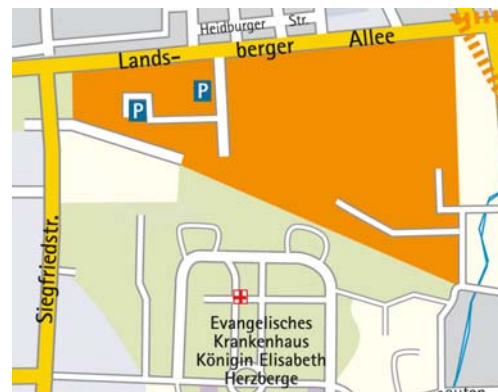 Heidburger Str.
Lands-
berger
Allee
P
P
Siegfriedstr.
Evangelisches
Krankenhaus
Königin Elisabeth
Herzberge